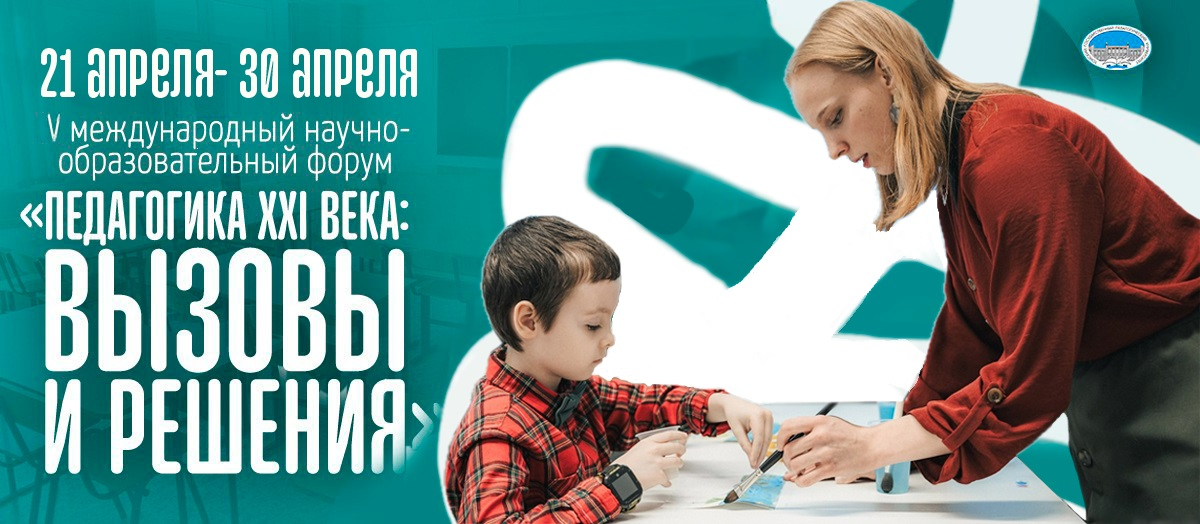 21 апреля- 30 апреля
V международный научно-
образовательный форум
«ПЕДАГОГИКА XXI ВЕКА:
ВЫЗОВЫ
И РЕШЕНИЯ»